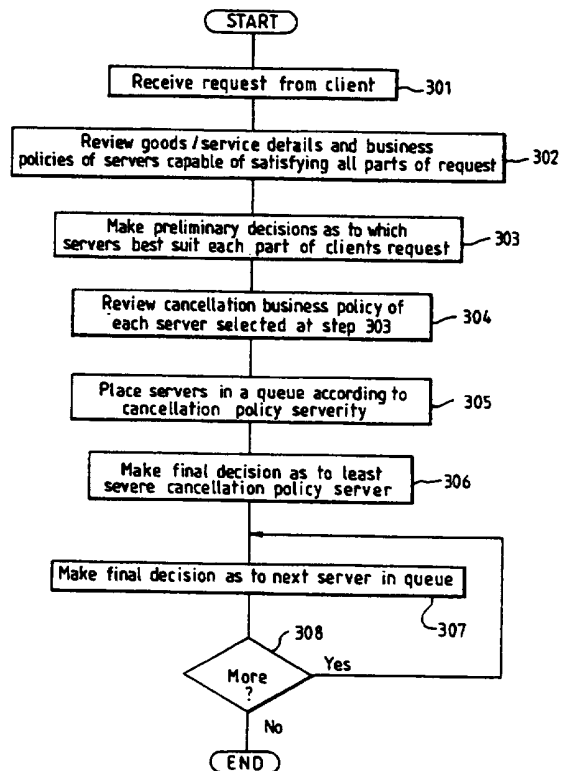 START
Receive request from client
301
Review goods/service details and business
policies of servers capable of satisfying all parts of request
302
Make preliminary decisions as to which
servers best suit each part of clients request
303
Review cancellation business policy of
each server selected at step 303
304
Place servers in a queue according to
cancellation policy serverity
305
Make final decision as to least
severe cancellation policy server
306
Make final decision as to next server in queue
307
308
More
?
Yes
No
END